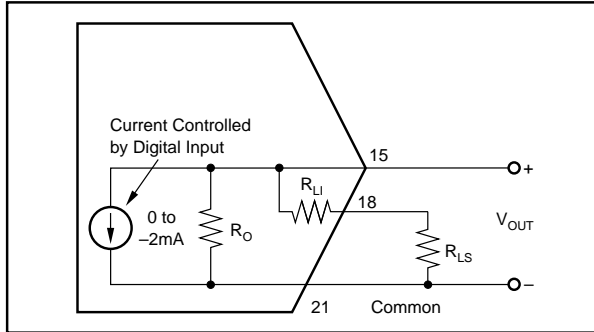 Current Controlled
by Digital Input
15
+
R_LI
18
0 to
–2mA
R_O
V_OUT
R_LS
–
21
Common